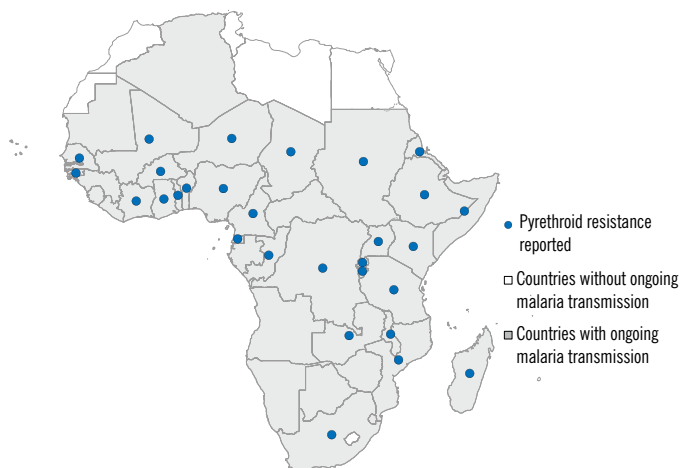 Pyrethroid resistance
reported
Countries without ongoing
malaria transmission
Countries with ongoing
malaria transmission